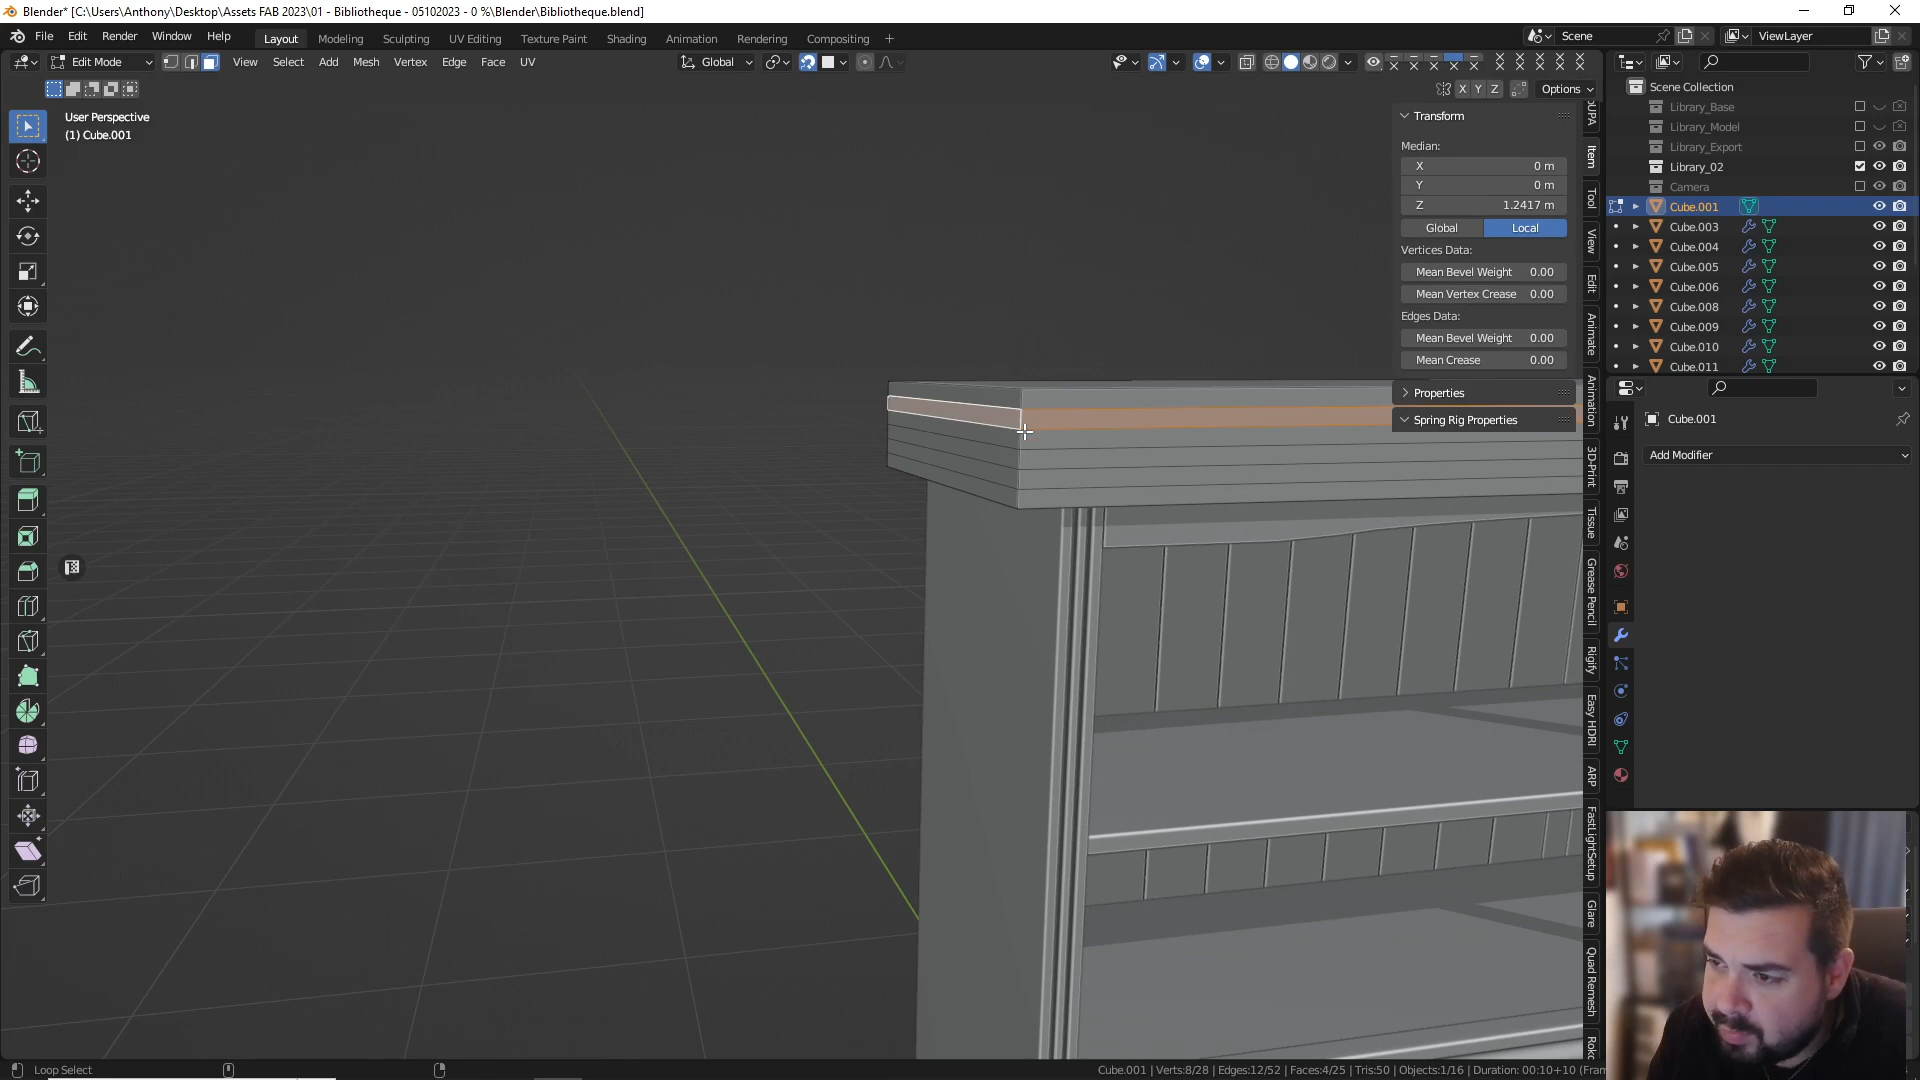 Blender* [C:\Users\Anthony\Desktop\Assets FAB 2023\01 - Bibliotheque - 05102023 - 0 %\Blender\Bibliotheque.blend]
File Edit Render Window Help Layout Modeling Sculpting UV Editing Texture Paint Shading Animation Rendering Compositing Scene ViewLayer
Edit Mode View Select Add Mesh Vertex Edge Face UV Global
X Y Z Options
User Perspective
(1) Cube.001
Transform
Median:
X 0 m
Y 0 m
Z 1.2417 m
Global Local
Vertices Data:
Mean Bevel Weight 0.00
Mean Vertex Crease 0.00
Edges Data:
Mean Bevel Weight 0.00
Mean Crease 0.00
Properties
Spring Rig Properties
Item
Tool
View
Edit
Animate
Animation
3D-Print
Tissue
Grease Pencil
Rigify
Easy HDRI
ARP
FastLightSetup
Glare
Quad Remesh
Scene Collection
Library_Base
Library_Model
Library_Export
Library_02
Camera
Cube.001
Cube.003
Cube.004
Cube.005
Cube.006
Cube.008
Cube.009
Cube.010
Cube.011
Cube.001
Add Modifier
Loop Select
Cube.001 | Verts:8/28 | Edges:12/52 | Faces:4/25 | Tris:50 | Objects:1/16 | Duration: 00:10+10 (Fram